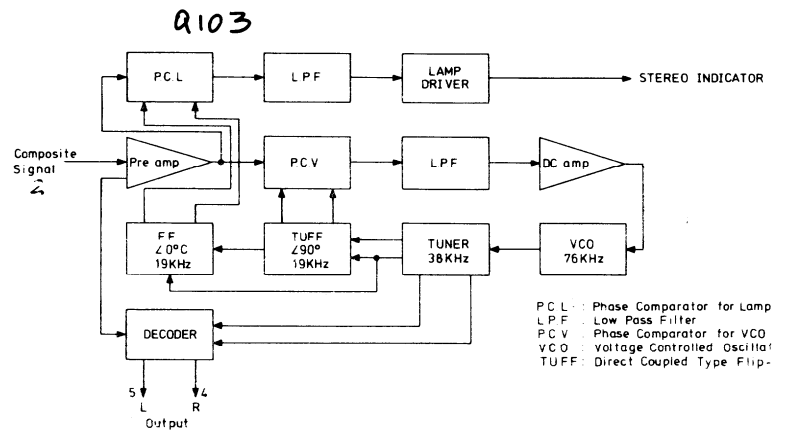 Q103
PC.L
LPF
LAMP
DRIVER
STEREO INDICATOR
Composite
Signal
2
Pre amp
PCV
LPF
DC amp
FF
∠0°C
19KHz
TUFF
∠90°
19KHz
TUNER
38KHz
VCO
76KHz
DECODER
5
4
L
R
Output
PCL : Phase Comparator for Lamp
LPF : Low Pass Filter
PCV : Phase Comparator for VCO
VCO : Voltage Controlled Oscillat
TUFF : Direct Coupled Type Flip-